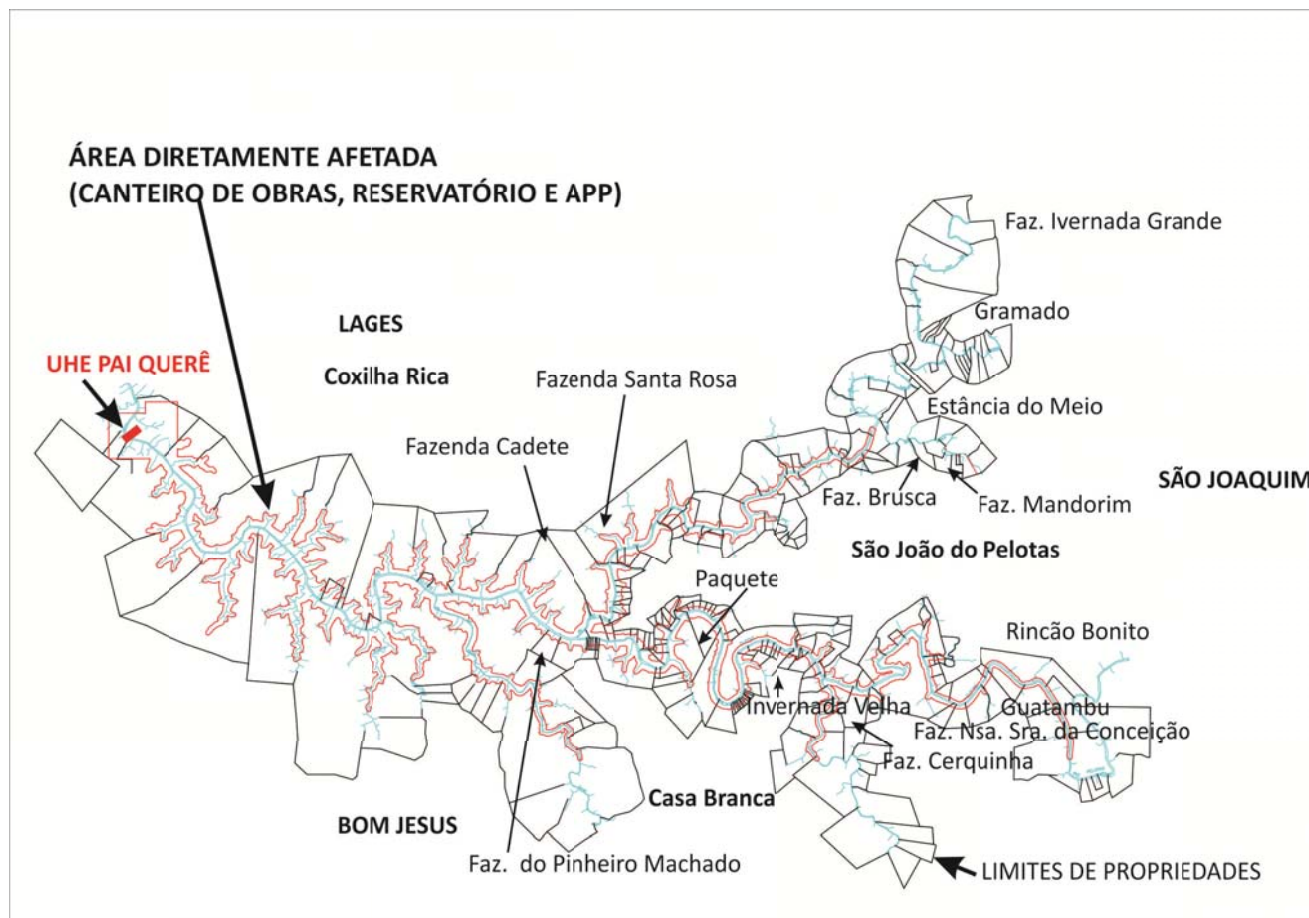 ÁREA DIRETAMENTE AFETADA
(CANTEIRO DE OBRAS, RESERVATÓRIO E APP)
Faz. Ivernada Grande
Gramado
LAGES
UHE PAI QUERÊ
Coxilha Rica
Fazenda Santa Rosa
Estância do Meio
Fazenda Cadete
SÃO JOAQUIM
Faz. Brusca
Faz. Mandorim
São João do Pelotas
Paquete
Rincão Bonito
Invernada Velha
Guatambu
Faz. Nsa. Sra. da Conceição
Faz. Cerquinha
Casa Branca
BOM JESUS
Faz. do Pinheiro Machado
LIMITES DE PROPRIEDADES